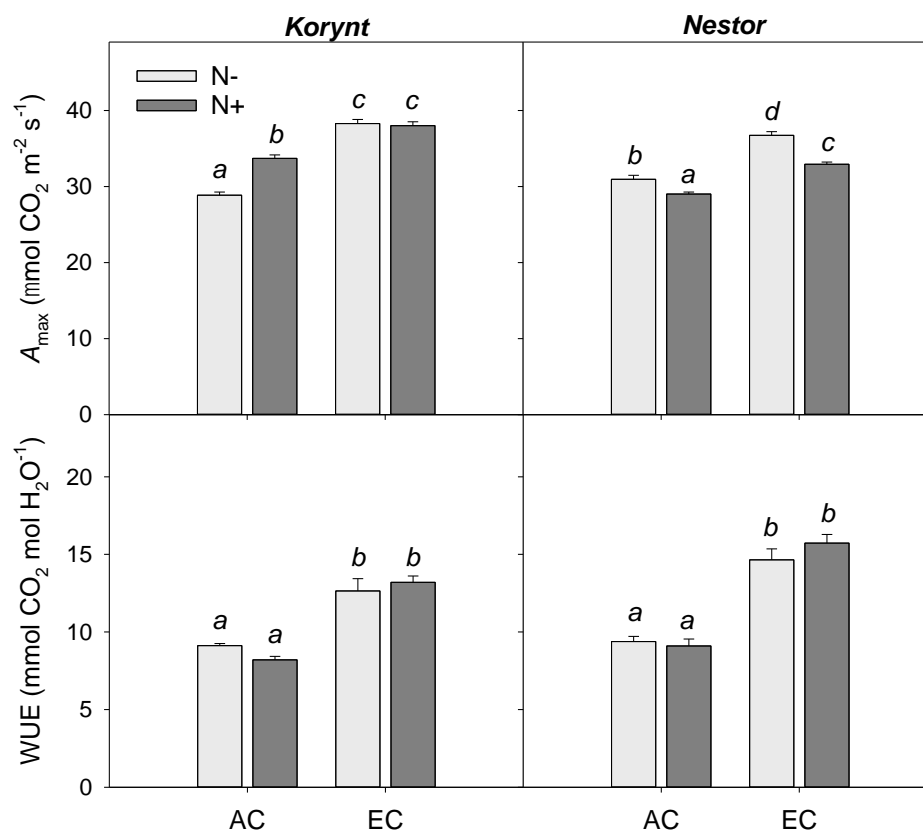 Korynt
Nestor
N-
N+
40
30
20
10
0
A_max (mmol CO₂ m⁻² s⁻¹)
a
b
c
c
b
a
d
c
20
15
10
5
0
WUE (mmol CO₂ mol H₂O⁻¹)
a
a
b
b
a
a
b
b
AC
EC
AC
EC